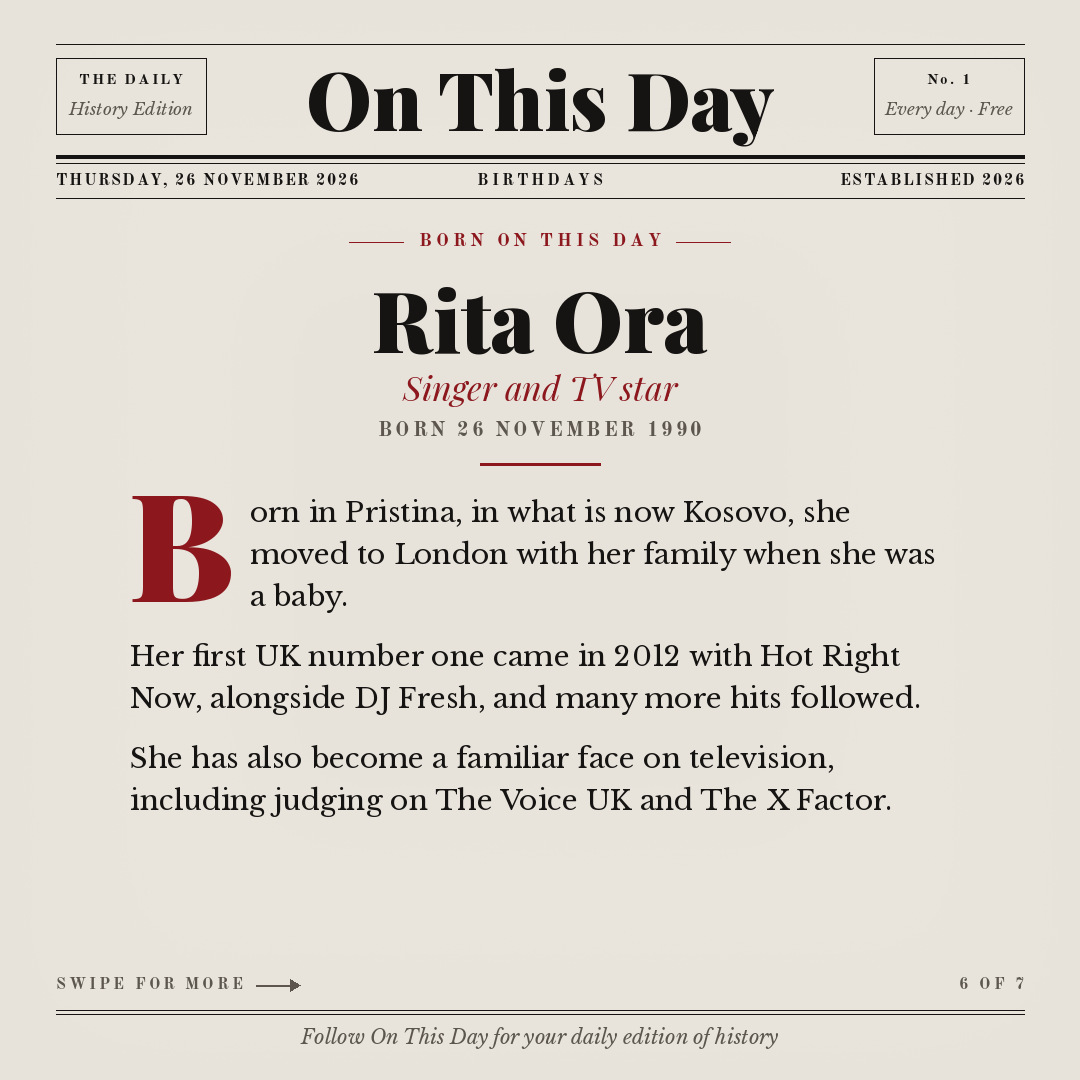 THE DAILY
History Edition
On This Day
No. 1
Every day · Free
THURSDAY, 26 NOVEMBER 2026
BIRTHDAYS
ESTABLISHED 2026
BORN ON THIS DAY
Rita Ora
Singer and TV star
BORN 26 NOVEMBER 1990
Born in Pristina, in what is now Kosovo, she
moved to London with her family when she was
a baby.
Her first UK number one came in 2012 with Hot Right
Now, alongside DJ Fresh, and many more hits followed.
She has also become a familiar face on television,
including judging on The Voice UK and The X Factor.
SWIPE FOR MORE
6 OF 7
Follow On This Day for your daily edition of history